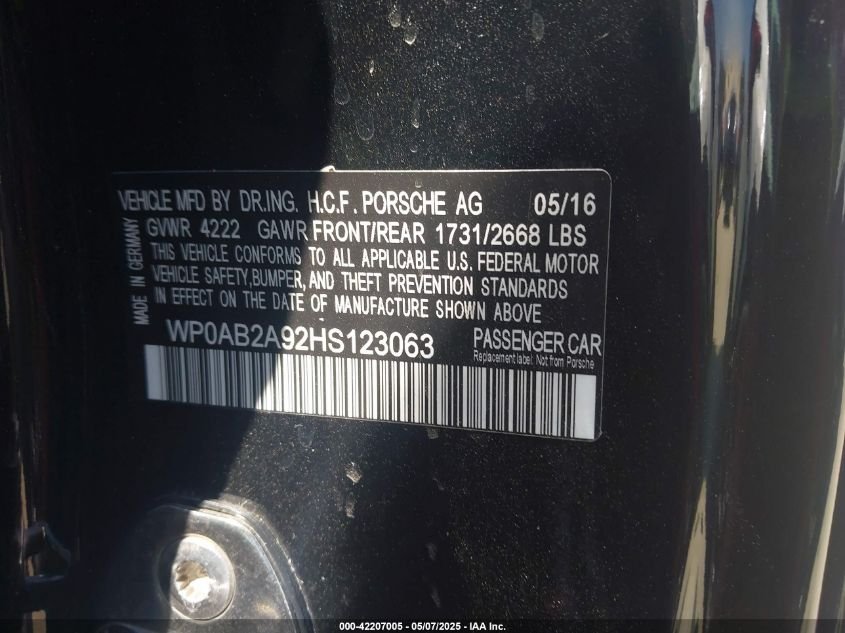 VEHICLE MFD BY DR.ING. H.C.F. PORSCHE AG 05/16
GVWR 4222 GAWR FRONT/REAR 1731/2668 LBS
THIS VEHICLE CONFORMS TO ALL APPLICABLE U.S. FEDERAL MOTOR
VEHICLE SAFETY,BUMPER,AND THEFT PREVENTION STANDARDS
IN EFFECT ON THE DATE OF MANUFACTURE SHOWN ABOVE
MADE IN GERMANY
WP0AB2A92HS123063 PASSENGER CAR
Replacement label: Not from Porsche
000-42207005 - 05/07/2025 - IAA Inc.